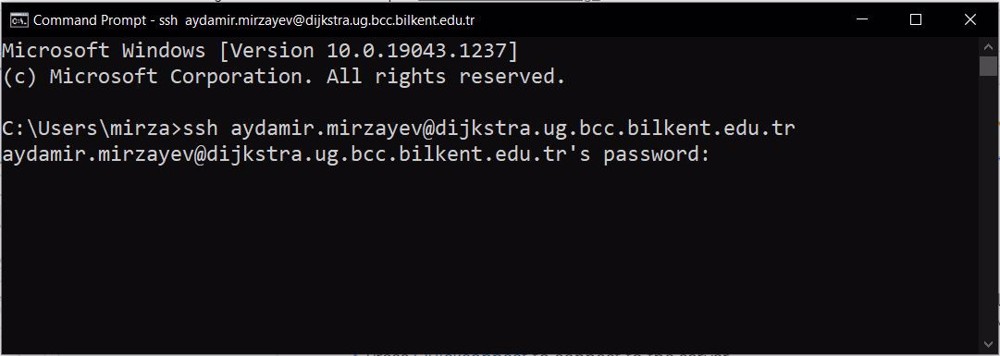 Command Prompt - ssh  aydamir.mirzayev@dijkstra.ug.bcc.bilkent.edu.tr
Microsoft Windows [Version 10.0.19043.1237]
(c) Microsoft Corporation. All rights reserved.
C:\Users\mirza>ssh aydamir.mirzayev@dijkstra.ug.bcc.bilkent.edu.tr
aydamir.mirzayev@dijkstra.ug.bcc.bilkent.edu.tr's password: